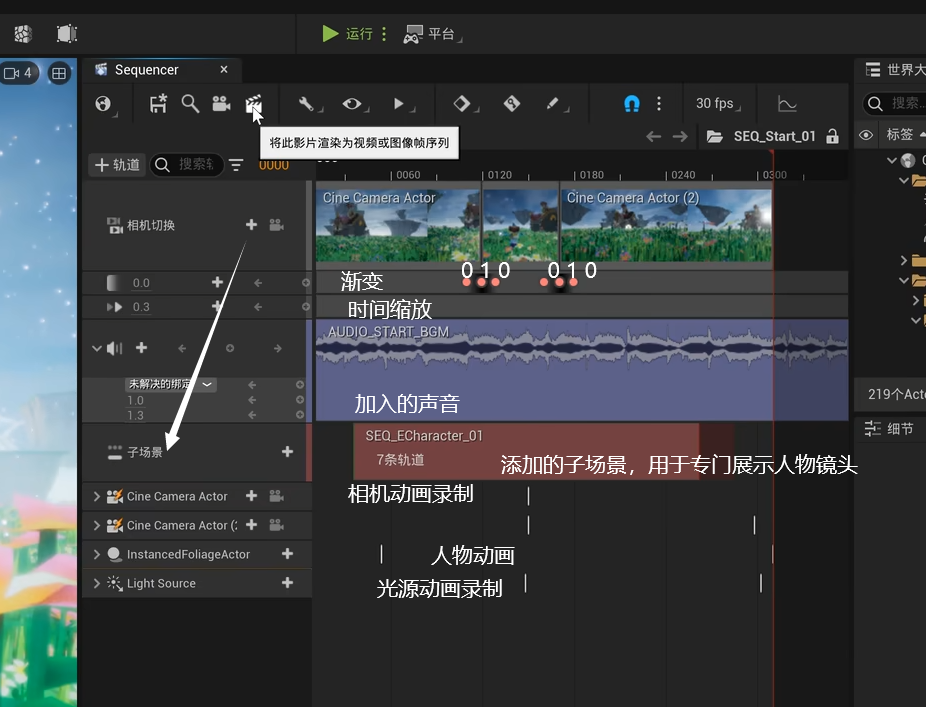 运行
平台
4
Sequencer
世界大
30 fps
搜索...
将此影片渲染为视频或图像帧序列
SEQ_Start_01
标签
轨道
搜索轨
0000
0060
0120
0180
0240
0300
相机切换
Cine Camera Actor
Cine Camera Actor (2)
0.0
渐变
0 1 0
0 1 0
0.3
时间缩放
AUDIO_START_BGM
未解决的绑定
1.0
1.3
加入的声音
219个Acto
细节
子场景
SEQ_ECharacter_01
7条轨道
添加的子场景，用于专门展示人物镜头
Cine Camera Actor
相机动画录制
Cine Camera Actor (2
InstancedFoliageActor
人物动画
Light Source
光源动画录制